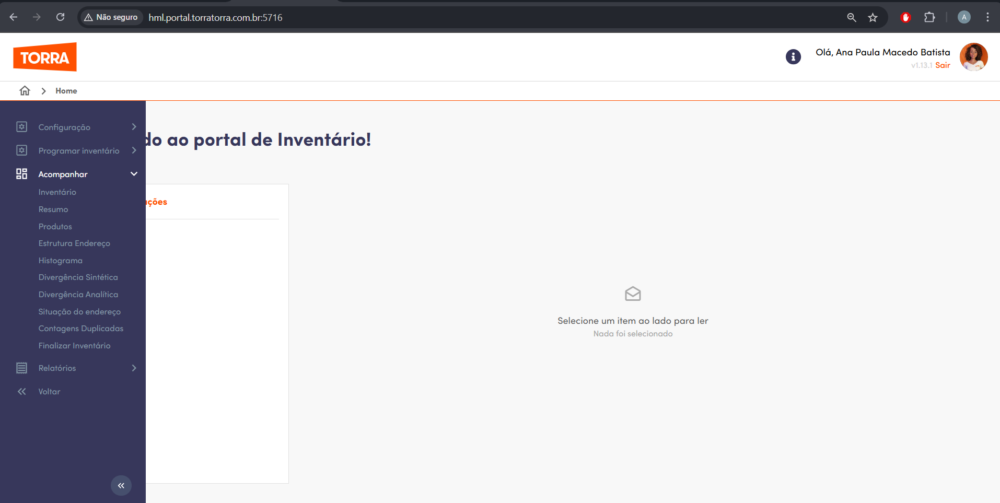 Não seguro
hml.portal.torratorra.com.br:5716
A
TORRA
Olá, Ana Paula Macedo Batista
v1.13.1 Sair
Home
Configuração
do ao portal de Inventário!
Programar inventário
Acompanhar
Inventário
ações
Resumo
Produtos
Estrutura Endereço
Histograma
Divergência Sintética
Divergência Analítica
Situação do endereço
Contagens Duplicadas
Finalizar Inventário
Selecione um item ao lado para ler
Nada foi selecionado
Relatórios
Voltar